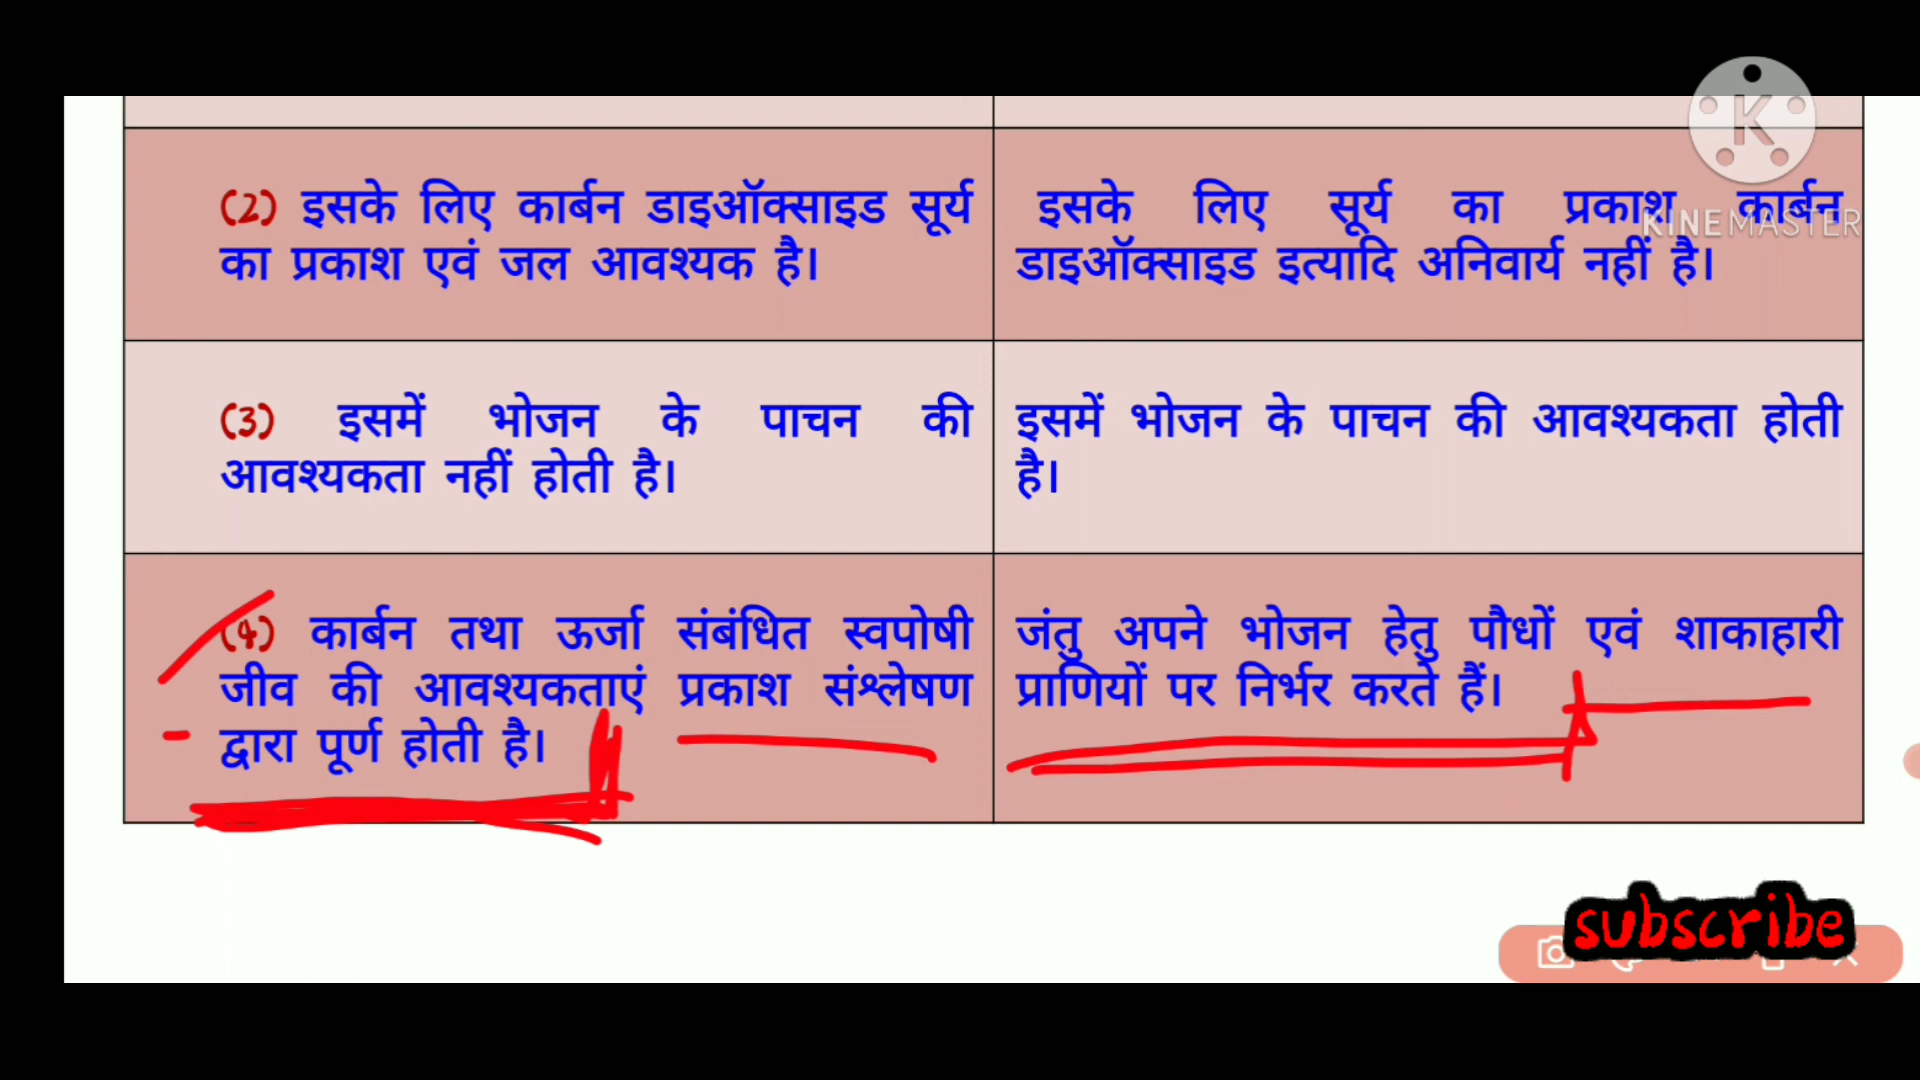 (2) इसके लिए कार्बन डाइऑक्साइड सूर्य
का प्रकाश एवं जल आवश्यक है।
इसके लिए सूर्य का प्रकाश कार्बन
डाइऑक्साइड इत्यादि अनिवार्य नहीं है।
(3) इसमें भोजन के पाचन की
आवश्यकता नहीं होती है।
इसमें भोजन के पाचन की आवश्यकता होती
है।
(4) कार्बन तथा ऊर्जा संबंधित स्वपोषी
जीव की आवश्यकताएं प्रकाश संश्लेषण
द्वारा पूर्ण होती है।
जंतु अपने भोजन हेतु पौधों एवं शाकाहारी
प्राणियों पर निर्भर करते हैं।
K
KINEMASTER
subscribe